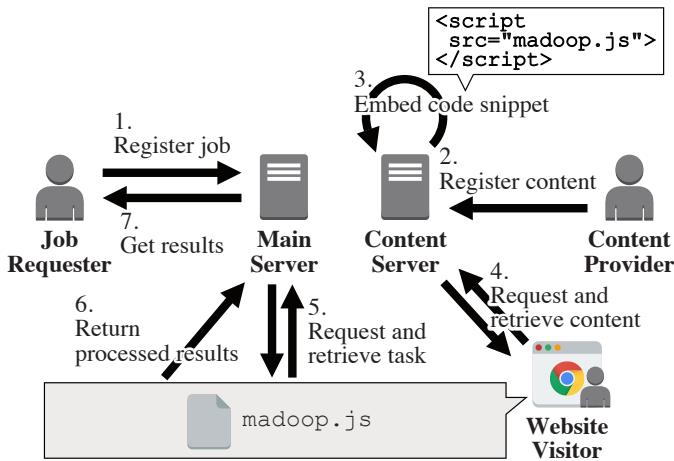 <script
src="madoop.js">
</script>
3.
Embed code snippet
1.
Register job
2.
Register content
7.
Get results
Job
Requester
Main
Server
Content
Server
Content
Provider
4.
Request and
retrieve content
6.
Return
processed results
5.
Request and
retrieve task
madoop.js
Website
Visitor